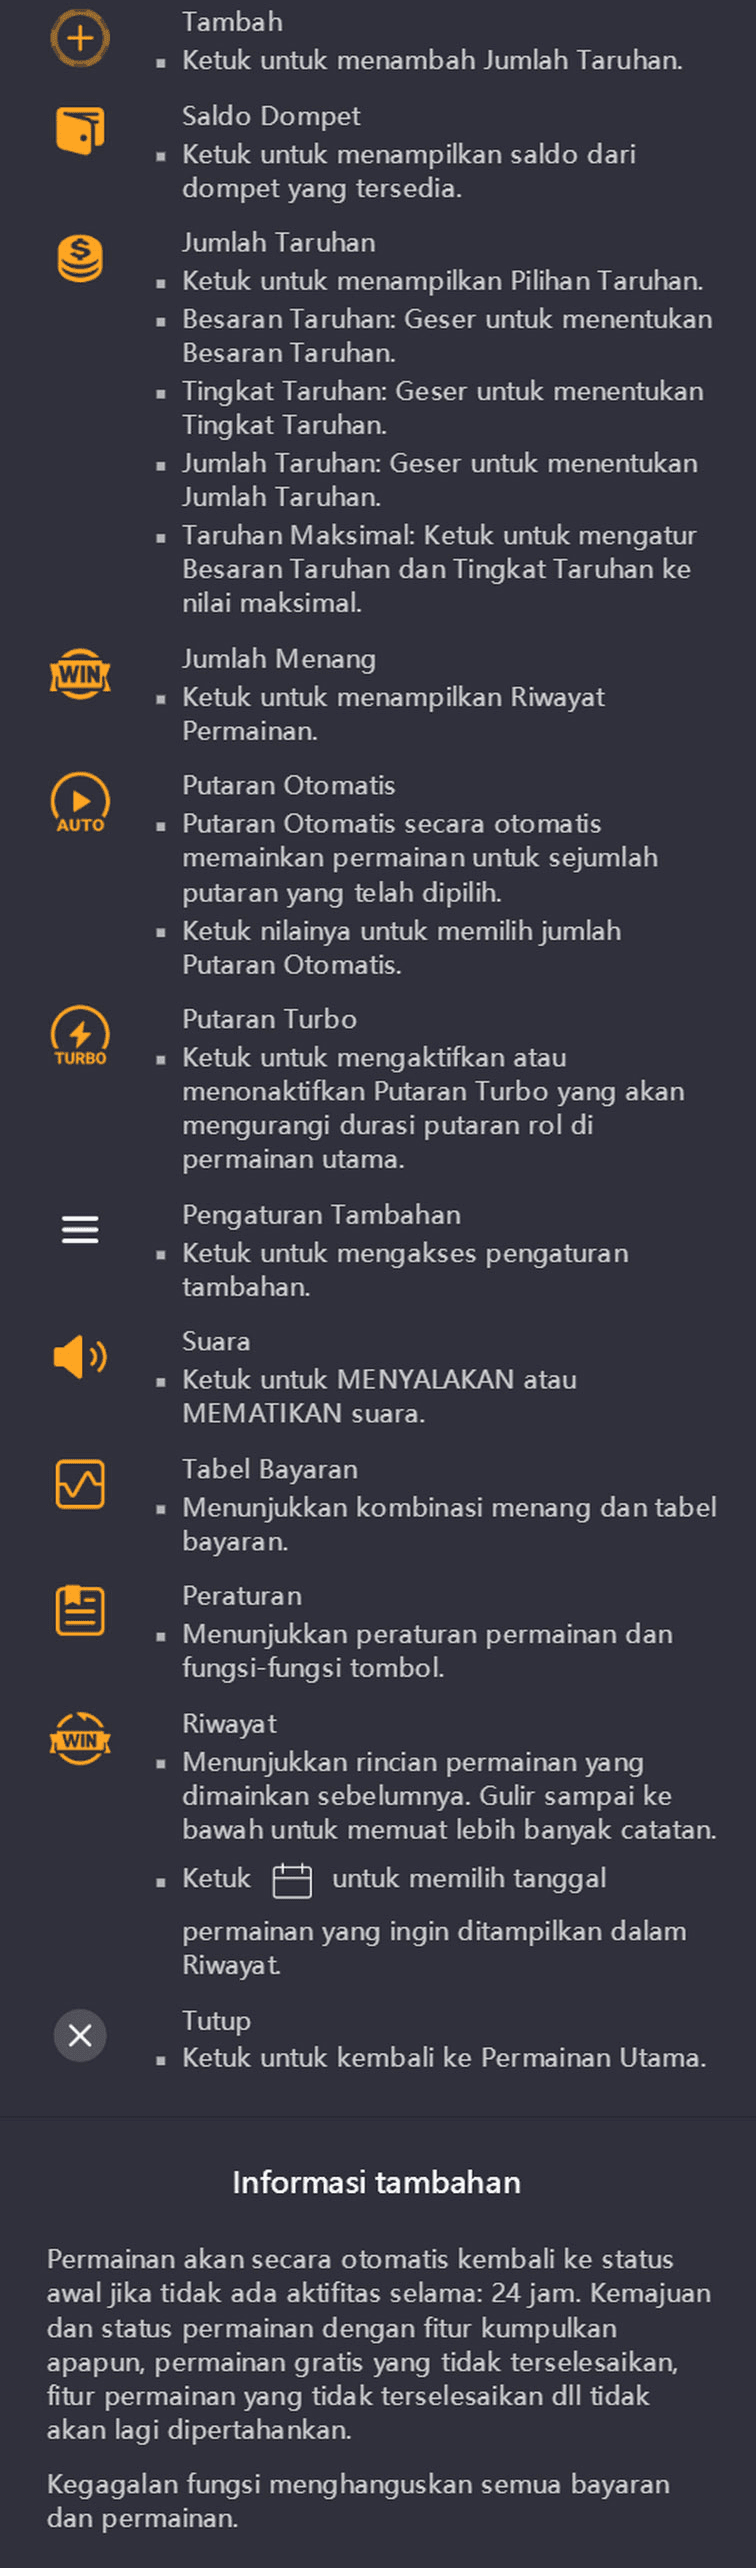 Tambah
▪ Ketuk untuk menambah Jumlah Taruhan.
Saldo Dompet
▪ Ketuk untuk menampilkan saldo dari
dompet yang tersedia.
$
Jumlah Taruhan
▪ Ketuk untuk menampilkan Pilihan Taruhan.
▪ Besaran Taruhan: Geser untuk menentukan
Besaran Taruhan.
▪ Tingkat Taruhan: Geser untuk menentukan
Tingkat Taruhan.
▪ Jumlah Taruhan: Geser untuk menentukan
Jumlah Taruhan.
▪ Taruhan Maksimal: Ketuk untuk mengatur
Besaran Taruhan dan Tingkat Taruhan ke
nilai maksimal.
WIN
Jumlah Menang
▪ Ketuk untuk menampilkan Riwayat
Permainan.
AUTO
Putaran Otomatis
▪ Putaran Otomatis secara otomatis
memainkan permainan untuk sejumlah
putaran yang telah dipilih.
▪ Ketuk nilainya untuk memilih jumlah
Putaran Otomatis.
TURBO
Putaran Turbo
▪ Ketuk untuk mengaktifkan atau
menonaktifkan Putaran Turbo yang akan
mengurangi durasi putaran rol di
permainan utama.
Pengaturan Tambahan
▪ Ketuk untuk mengakses pengaturan
tambahan.
Suara
▪ Ketuk untuk MENYALAKAN atau
MEMATIKAN suara.
Tabel Bayaran
▪ Menunjukkan kombinasi menang dan tabel
bayaran.
Peraturan
▪ Menunjukkan peraturan permainan dan
fungsi-fungsi tombol.
WIN
Riwayat
▪ Menunjukkan rincian permainan yang
dimainkan sebelumnya. Gulir sampai ke
bawah untuk memuat lebih banyak catatan.
▪ Ketuk untuk memilih tanggal
permainan yang ingin ditampilkan dalam
Riwayat.
Tutup
▪ Ketuk untuk kembali ke Permainan Utama.
Informasi tambahan
Permainan akan secara otomatis kembali ke status
awal jika tidak ada aktifitas selama: 24 jam. Kemajuan
dan status permainan dengan fitur kumpulkan
apapun, permainan gratis yang tidak terselesaikan,
fitur permainan yang tidak terselesaikan dll tidak
akan lagi dipertahankan.
Kegagalan fungsi menghanguskan semua bayaran
dan permainan.